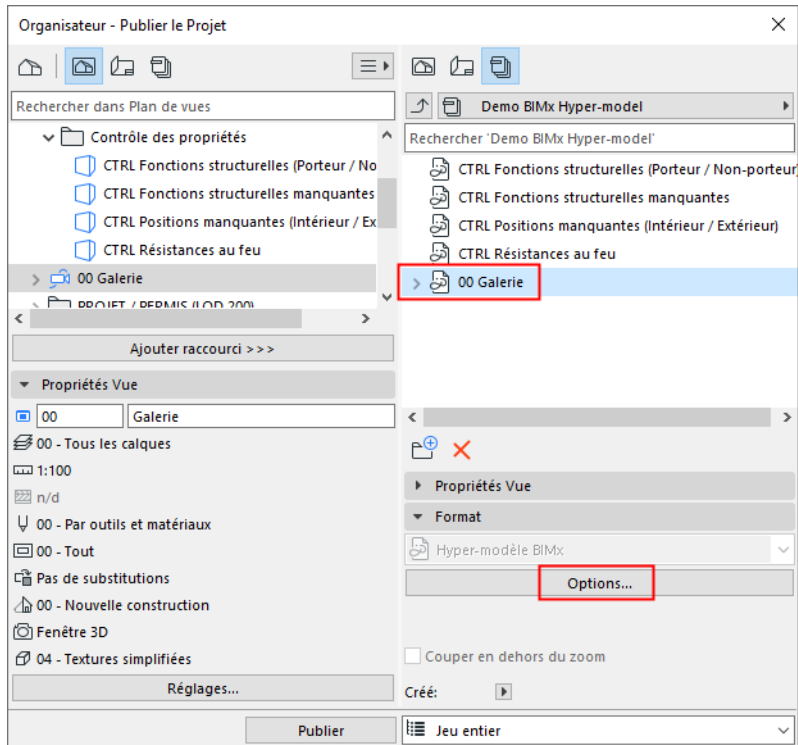 Organisateur - Publier le Projet
Rechercher dans Plan de vues
Contrôle des propriétés
CTRL Fonctions structurelles (Porteur / No
CTRL Fonctions structurelles manquantes
CTRL Positions manquantes (Intérieur / Ex
CTRL Résistances au feu
00 Galerie
PROJET / PERMIS (LOD 200)
Ajouter raccourci >>>
Propriétés Vue
00 Galerie
00 - Tous les calques
1:100
n/d
00 - Par outils et matériaux
00 - Tout
Pas de substitutions
00 - Nouvelle construction
Fenêtre 3D
04 - Textures simplifiées
Réglages...
Demo BIMx Hyper-model
Rechercher 'Demo BIMx Hyper-model'
CTRL Fonctions structurelles (Porteur / Non-porteur)
CTRL Fonctions structurelles manquantes
CTRL Positions manquantes (Intérieur / Extérieur)
CTRL Résistances au feu
00 Galerie
Propriétés Vue
Format
Hyper-modèle BIMx
Options...
Couper en dehors du zoom
Créé:
Publier
Jeu entier